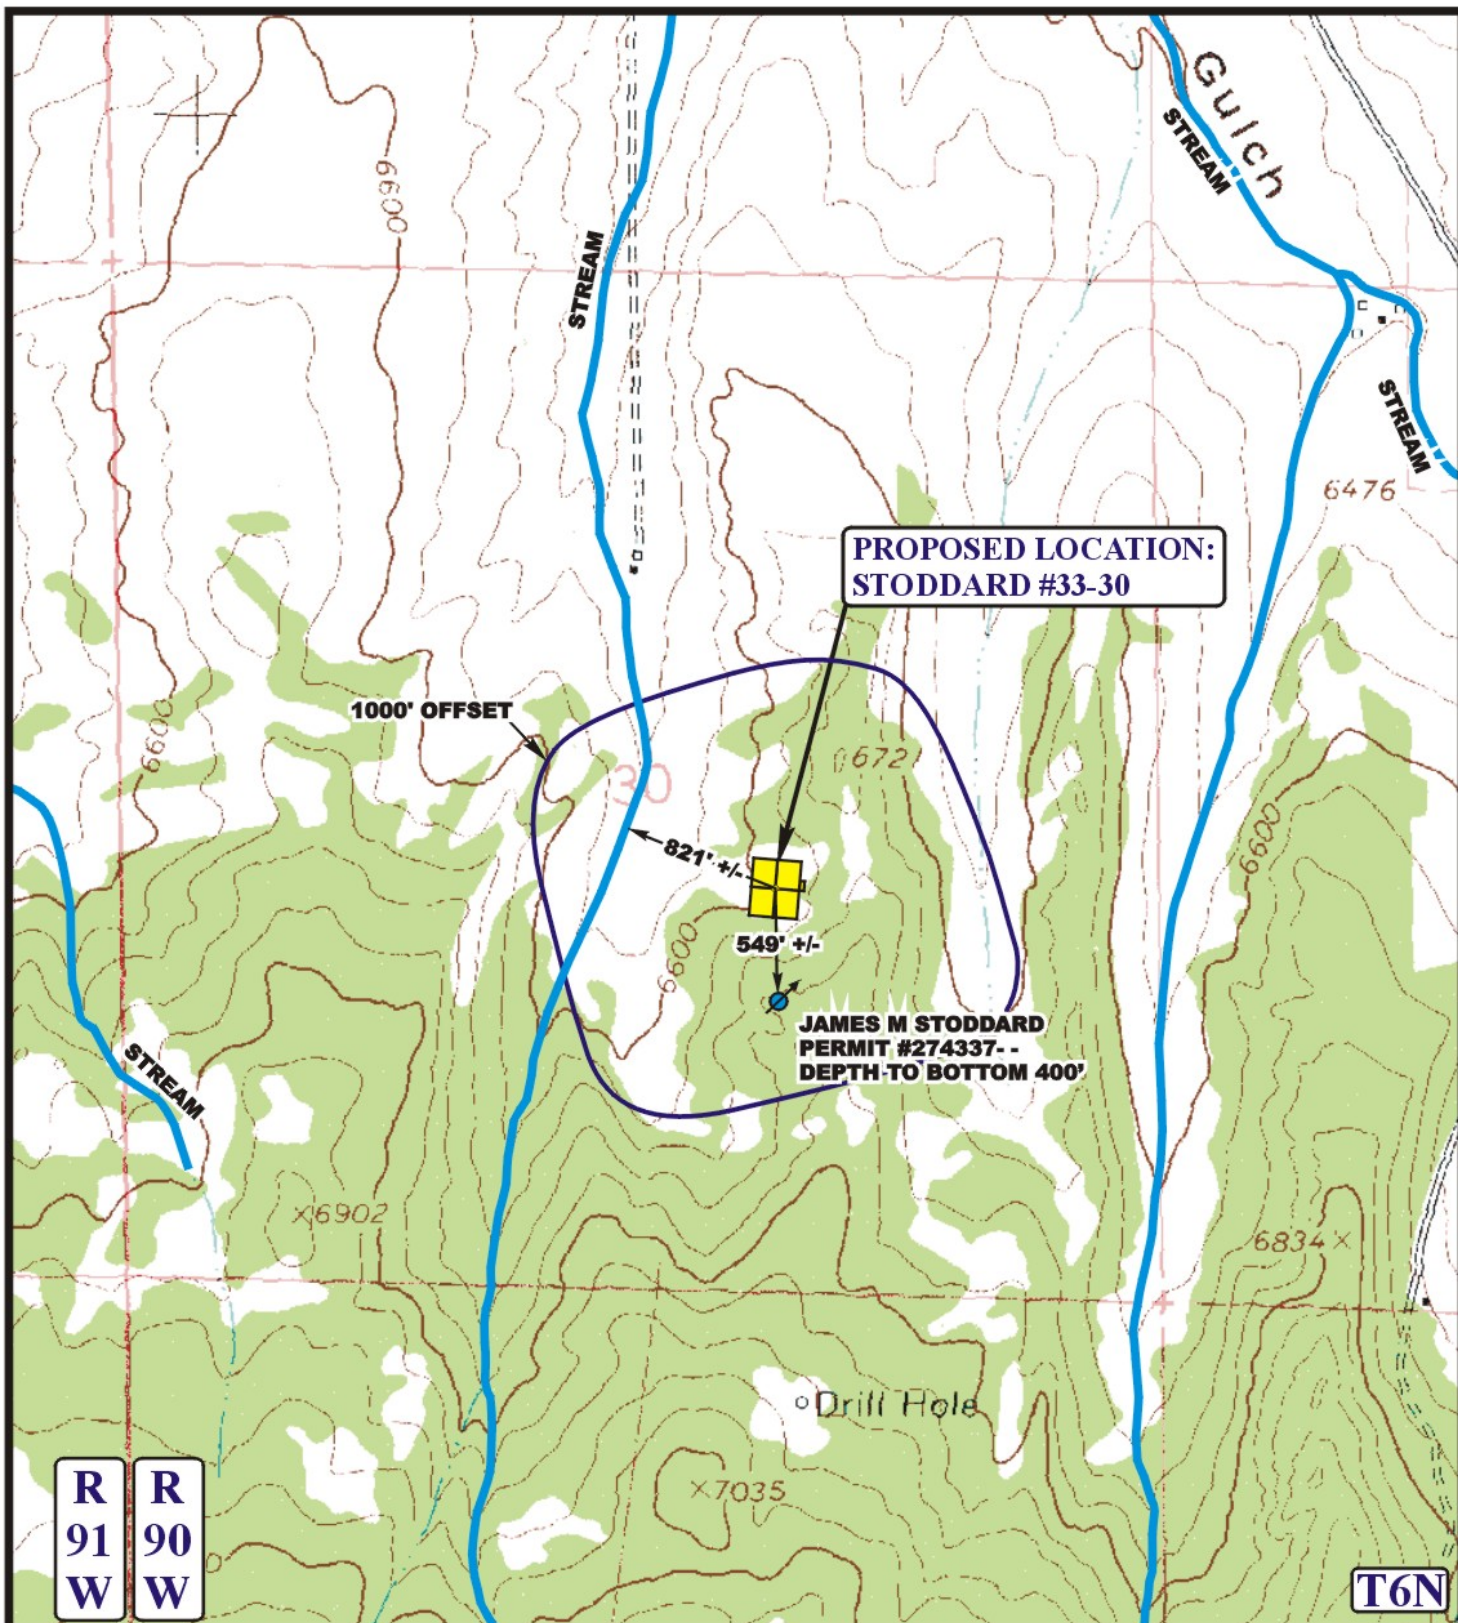 Gulch
STREAM
6600
STREAM
STREAM
6476
PROPOSED LOCATION:
STODDARD #33-30
1000' OFFSET
6600
672
30
6600
821' +/-
549' +/-
6600
JAMES M STODDARD
PERMIT #274337--
DEPTH TO BOTTOM 400'
STREAM
×6902
6834×
Drill Hole
×7035
R
91
W
R
90
W
T6N